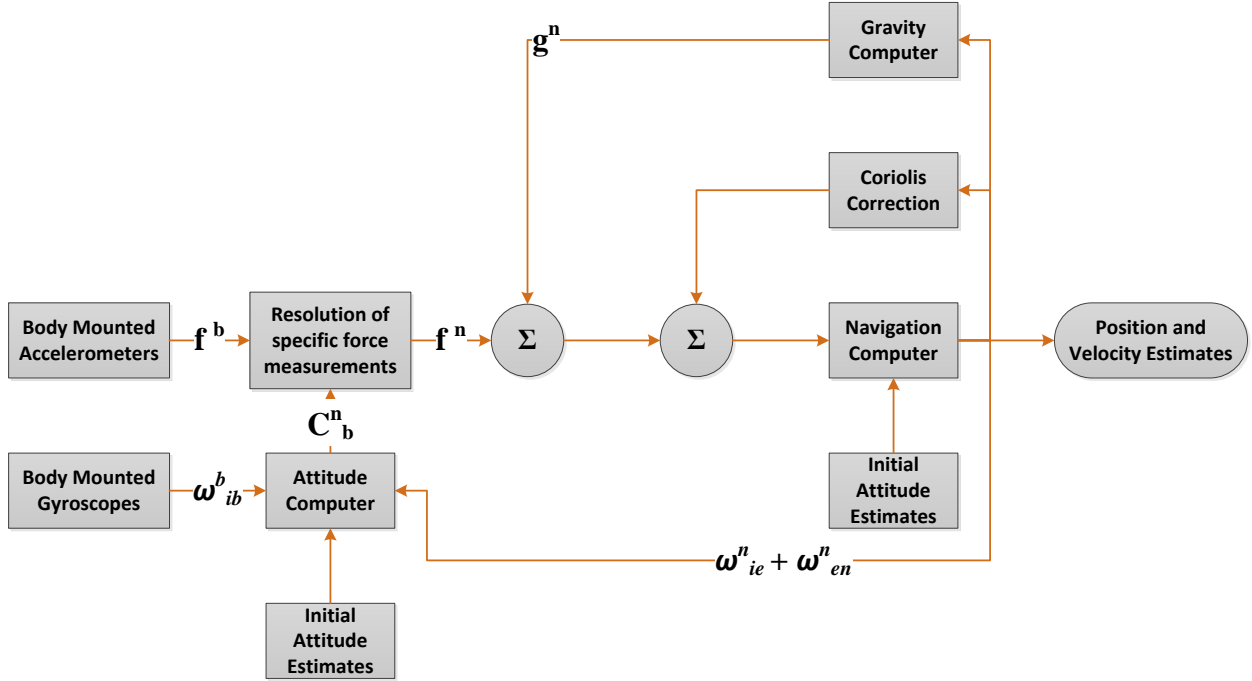 Gravity
Computer
g^n
Coriolis
Correction
Body Mounted
Accelerometers
f^b
Resolution of
specific force
measurements
f^n
Σ
Σ
Navigation
Computer
Position and
Velocity Estimates
C^n_b
Body Mounted
Gyroscopes
ω^b_ib
Attitude
Computer
Initial
Attitude
Estimates
ω^n_ie + ω^n_en
Initial
Attitude
Estimates